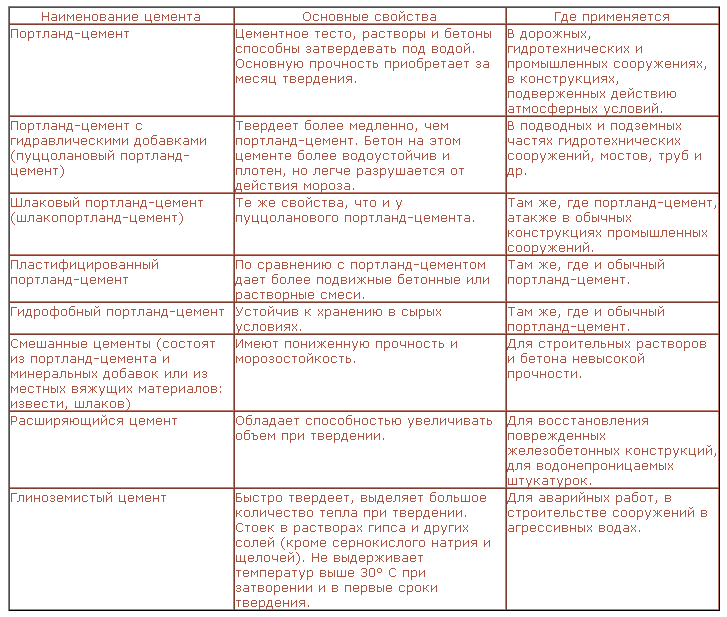 Наименование цемента
Основные свойства
Где применяется
Портланд-цемент
Цементное тесто, растворы и бетоны
способны затвердевать под водой.
Основную прочность приобретает за
месяц твердения.
В дорожных,
гидротехнических и
промышленных сооружениях,
в конструкциях,
подверженных действию
атмосферных условий.
Портланд-цемент с
гидравлическими добавками
(пуццолановый портланд-
цемент)
Твердеет более медленно, чем
портланд-цемент. Бетон на этом
цементе более водоустойчив и
плотен, но легче разрушается от
действия мороза.
В подводных и подземных
частях гидротехнических
сооружений, мостов, труб и
др.
Шлаковый портланд-цемент
(шлакопортланд-цемент)
Те же свойства, что и у
пуццоланового портланд-цемента.
Там же, где портланд-цемент,
атакже в обычных
конструкциях промышленных
сооружений.
Пластифицированный
портланд-цемент
По сравнению с портланд-цементом
дает более подвижные бетонные или
растворные смеси.
Там же, где и обычный
портланд-цемент.
Гидрофобный портланд-цемент
Устойчив к хранению в сырых
условиях.
Там же, где и обычный
портланд-цемент.
Смешанные цементы (состоят
из портланд-цемента и
минеральных добавок или из
местных вяжущих материалов:
извести, шлаков)
Имеют пониженную прочность и
морозостойкость.
Для строительных растворов
и бетона невысокой
прочности.
Расширяющийся цемент
Обладает способностью увеличивать
объем при твердении.
Для восстановления
поврежденных
железобетонных конструкций,
для водонепроницаемых
штукатурок.
Глиноземистый цемент
Быстро твердеет, выделяет большое
количество тепла при твердении.
Стоек в растворах гипса и других
солей (кроме сернокислого натрия и
щелочей). Не выдерживает
температур выше 30° С при
затворении и в первые сроки
твердения.
Для аварийных работ, в
строительстве сооружений в
агрессивных водах.